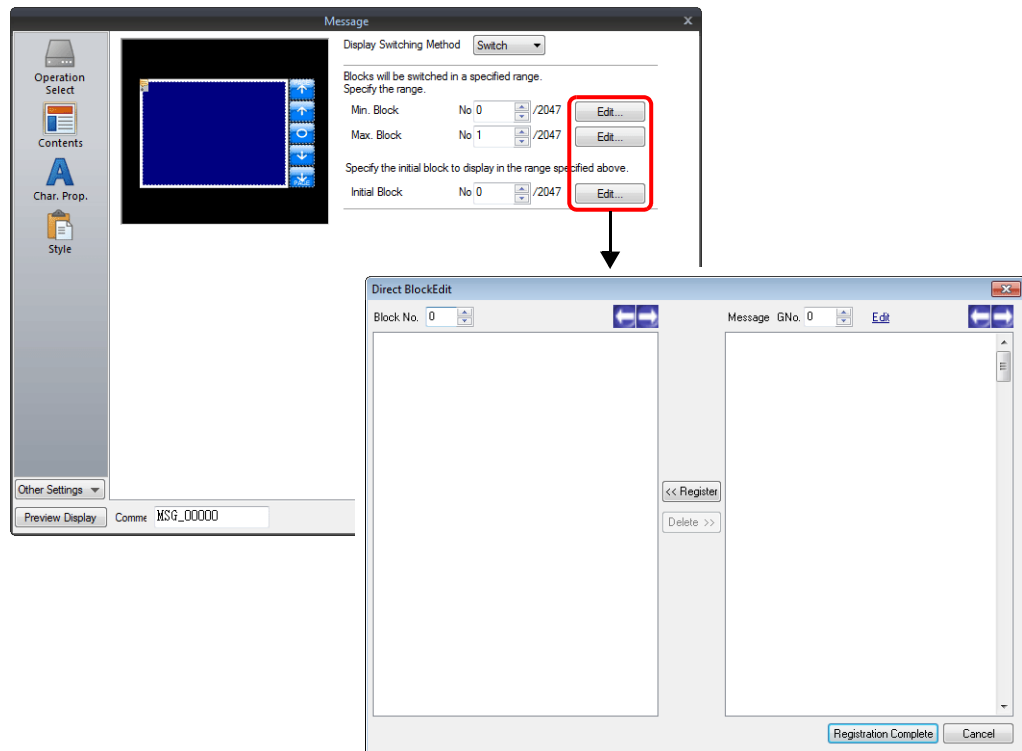 Message
Operation
Select
Contents
Char. Prop.
Style
Other Settings
Preview Display
Display Switching Method Switch
Blocks will be switched in a specified range.
Specify the range.
Min. Block No 0 /2047 Edit...
Max. Block No 1 /2047 Edit...
Specify the initial block to display in the range specified above.
Initial Block No 0 /2047 Edit...
PAGE
Comme MSG_00000
Direct BlockEdit
Block No. 0
Message GNo. 0 Edit
<< Register
Delete >>
Registration Complete Cancel